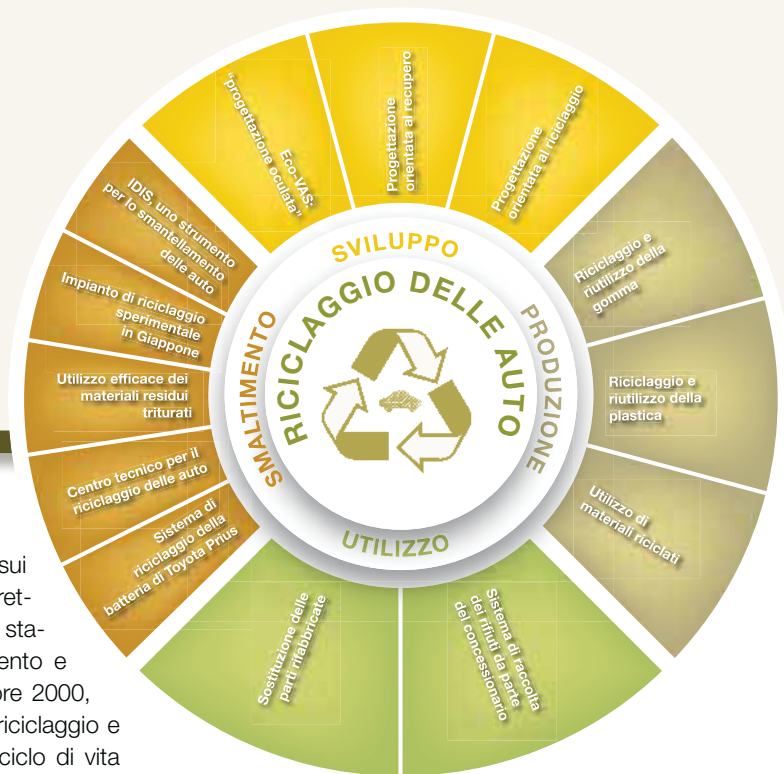 Eco-VAS:
"progettazione oculata"
Progettazione
orientata al recupero
Progettazione
orientata al riciclaggio
Riciclaggio e
riutilizzo della
gomma
Riciclaggio e
riutilizzo della
plastica
Utilizzo di
materiali riciclati
Sistema di raccolta
dei rifiuti da parte
del concessionario
Sostituzione delle
parti rifabbricate
Sistema di
riciclaggio della
batteria di Toyota Prius
Centro tecnico per il
riciclaggio delle auto
Utilizzo efficace dei
materiali residui
triturati
Impianto di riciclaggio
sperimentale
in Giappone
IDIS, uno strumento
per lo smantellamento
delle auto
SVILUPPO
PRODUZIONE
UTILIZZO
SMALTIMENTO
RICICLAGGIO DELLE AUTO
sui
ret-
sta-
ento e
re 2000,
riciclaggio e
ciclo di vita